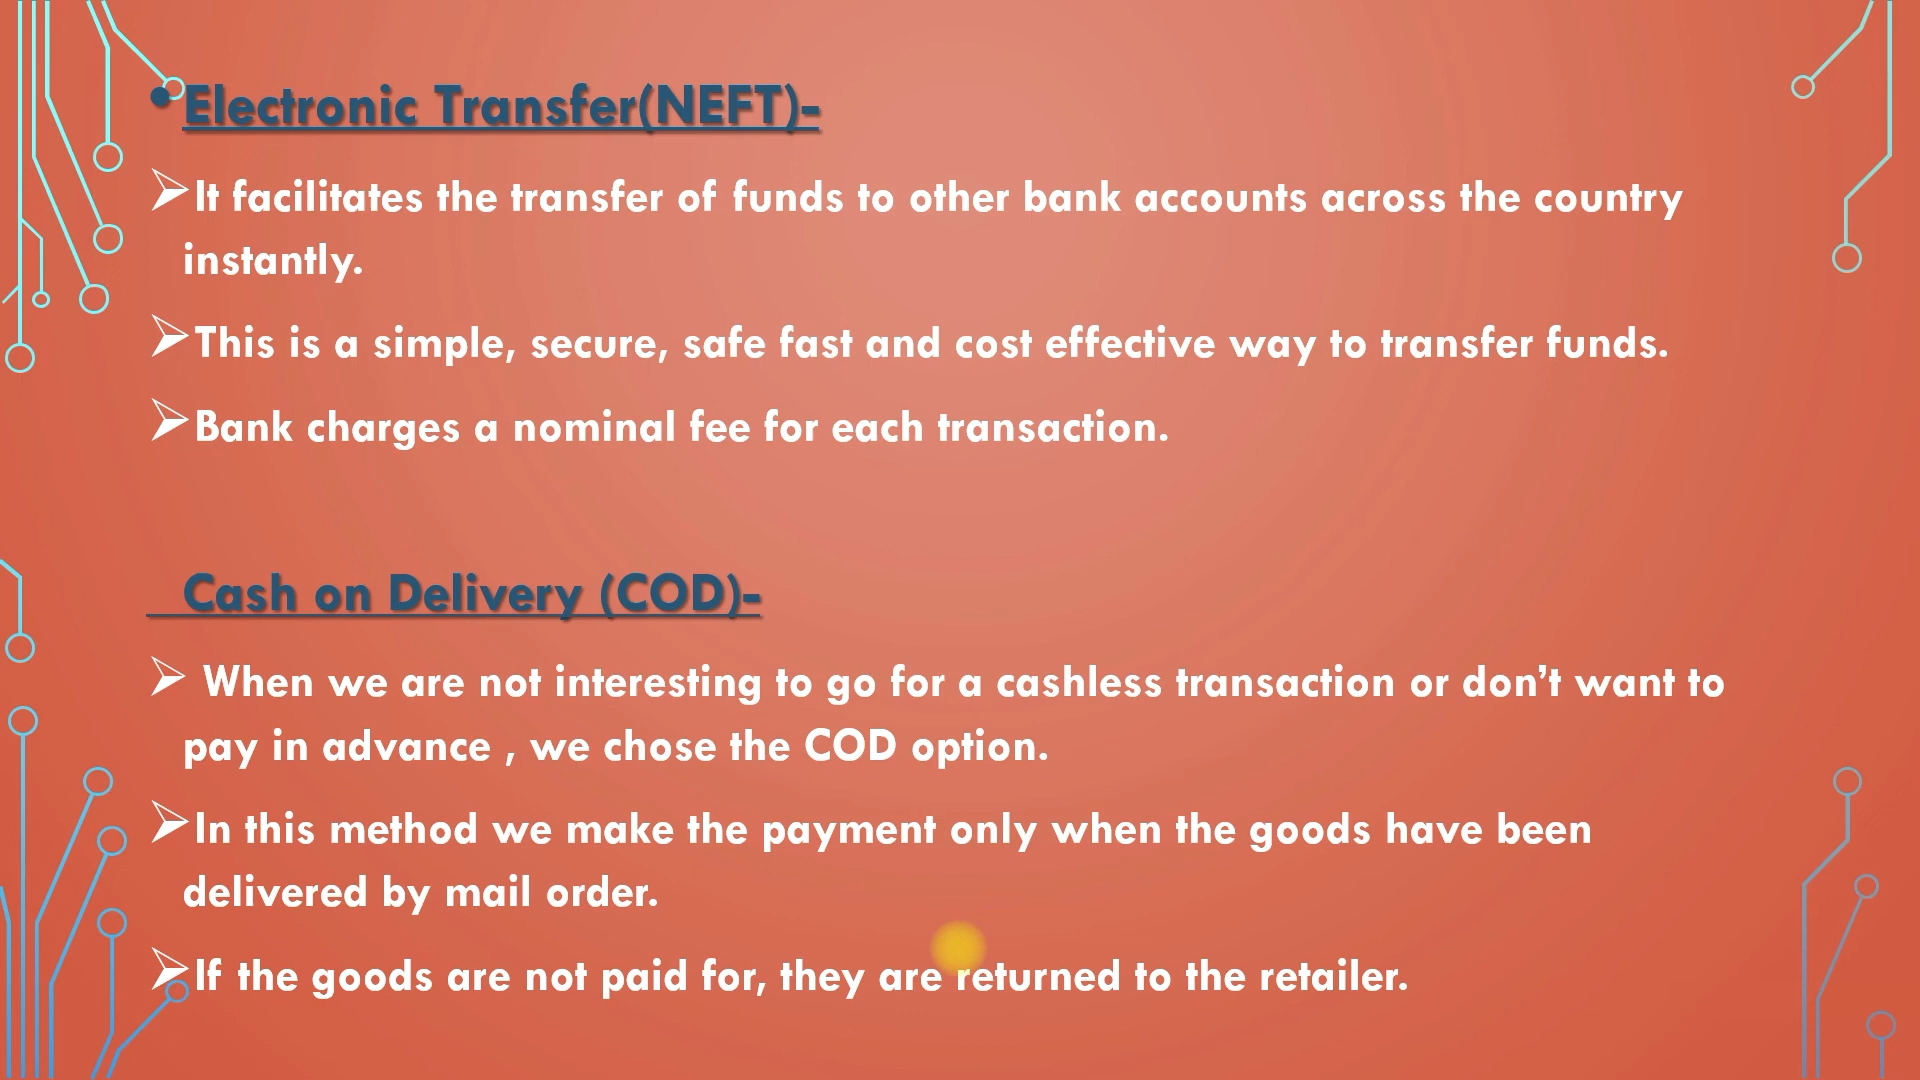 •Electronic Transfer(NEFT)-
➢It facilitates the transfer of funds to other bank accounts across the country
instantly.
➢This is a simple, secure, safe fast and cost effective way to transfer funds.
➢Bank charges a nominal fee for each transaction.
Cash on Delivery (COD)-
➢ When we are not interesting to go for a cashless transaction or don’t want to
pay in advance , we chose the COD option.
➢In this method we make the payment only when the goods have been
delivered by mail order.
➢If the goods are not paid for, they are returned to the retailer.